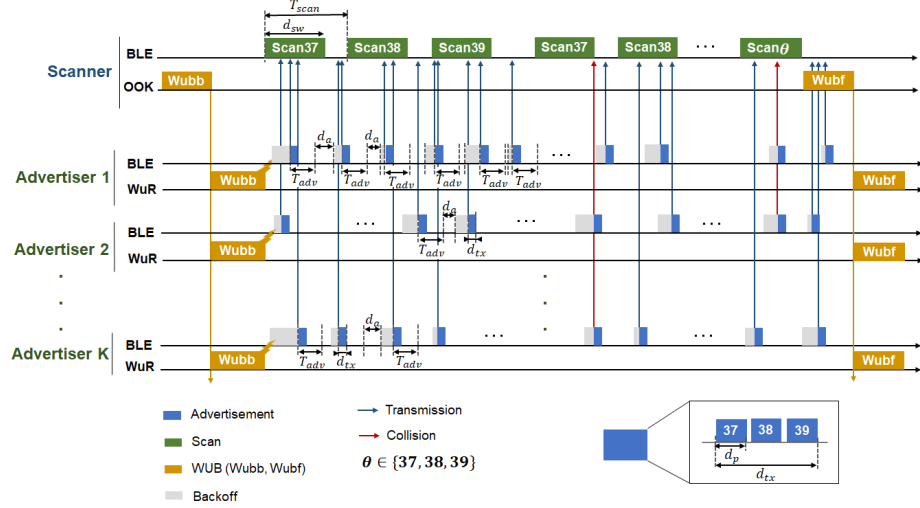 T_scan
d_sw
BLE Scan37 Scan38 Scan39 Scan37 Scan38 ... Scanθ
Scanner
OOK Wubb Wubf
d_a d_a
BLE ...
Advertiser 1
T_adv T_adv T_adv T_adv T_adv T_adv
WuR Wubb Wubf
d_a
BLE ... ... ...
Advertiser 2
T_adv d_tx
WuR Wubb Wubf
d_a
BLE ... ...
Advertiser K
T_adv d_tx T_adv
WuR Wubb Wubf
Advertisement
Scan
WUB (Wubb, Wubf)
Backoff
Transmission
Collision
θ ∈ {37, 38, 39}
37 38 39
d_p
d_tx